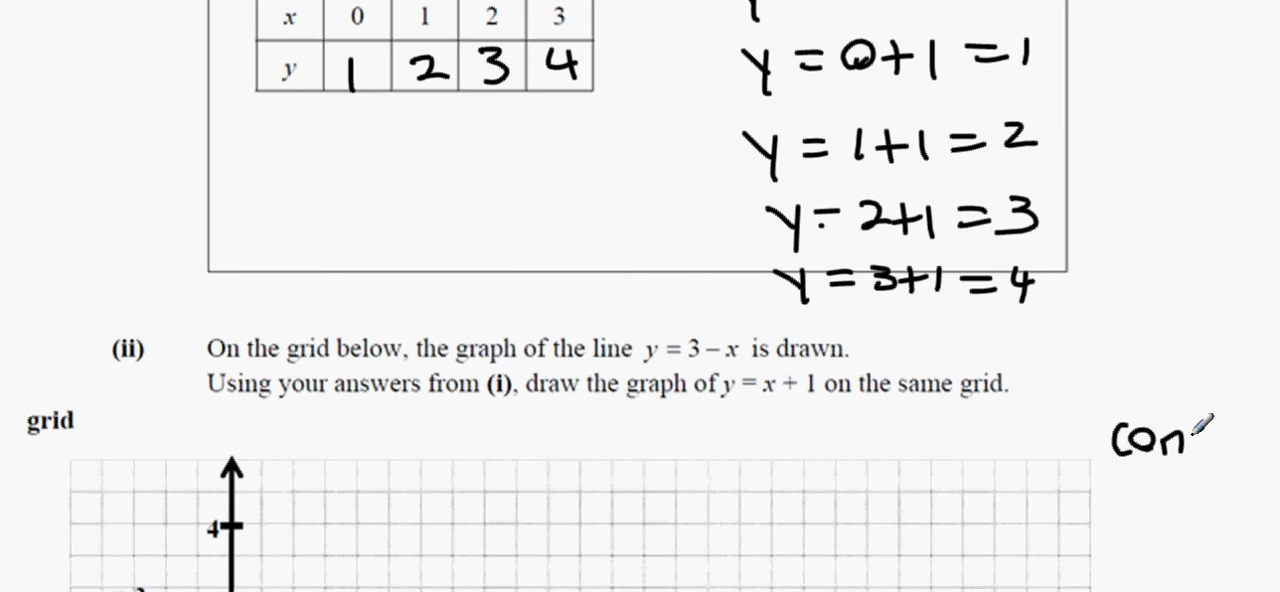 x 0 1 2 3
y 1 2 3 4
y = 0+1 = 1
y = 1+1 = 2
y = 2+1 = 3
y = 3+1 = 4
(ii) On the grid below, the graph of the line y = 3 – x is drawn.
Using your answers from (i), draw the graph of y = x + 1 on the same grid.
grid
con
4